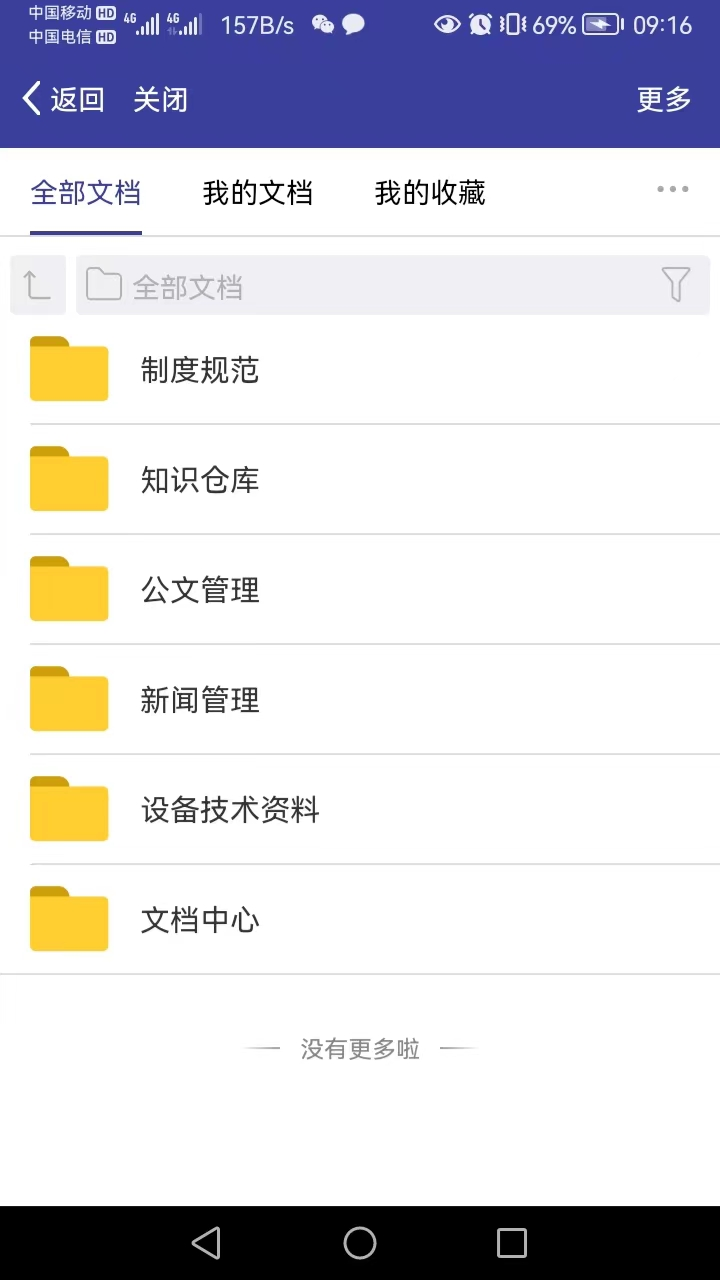 中国移动 HD 4G 4G 157B/s 69% 09:16
中国电信 HD
返回 关闭 更多
全部文档 我的文档 我的收藏
全部文档
制度规范
知识仓库
公文管理
新闻管理
设备技术资料
文档中心
没有更多啦